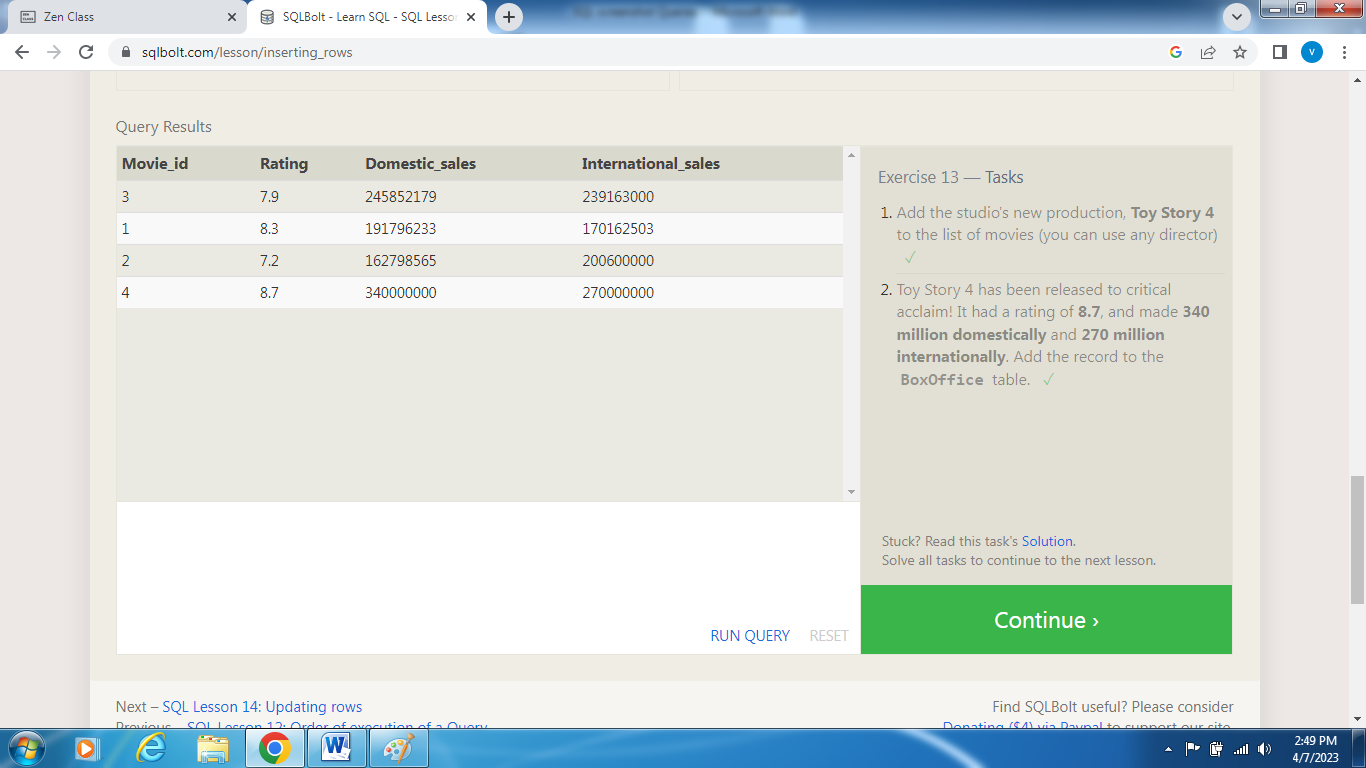 Zen Class
SQLBolt - Learn SQL - SQL Lesso
sqlbolt.com/lesson/inserting_rows
V
Query Results
Movie_id Rating Domestic_sales International_sales
3 7.9 245852179 239163000
1 8.3 191796233 170162503
2 7.2 162798565 200600000
4 8.7 340000000 270000000
RUN QUERY RESET
Exercise 13 — Tasks
1. Add the studio's new production, Toy Story 4
to the list of movies (you can use any director)
✓
2. Toy Story 4 has been released to critical
acclaim! It had a rating of 8.7, and made 340
million domestically and 270 million
internationally. Add the record to the
BoxOffice table. ✓
Stuck? Read this task's Solution.
Solve all tasks to continue to the next lesson.
Continue ›
Next – SQL Lesson 14: Updating rows
Previous – SQL Lesson 12: Order of execution of a Query
Find SQLBolt useful? Please consider
Donating ($4) via Paypal to support our site.
2:49 PM
4/7/2023